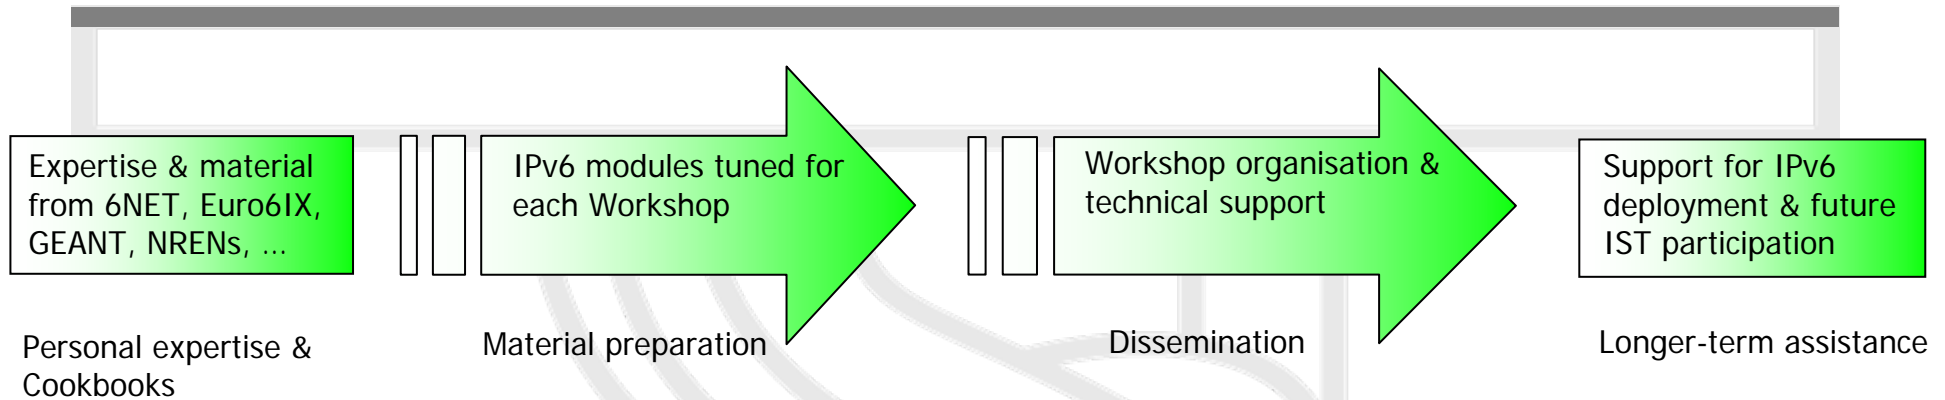 Expertise & material
from 6NET, Euro6IX,
GEANT, NRENs, ...
IPv6 modules tuned for
each Workshop
Workshop organisation &
technical support
Support for IPv6
deployment & future
IST participation
Personal expertise &
Cookbooks
Material preparation
Dissemination
Longer-term assistance